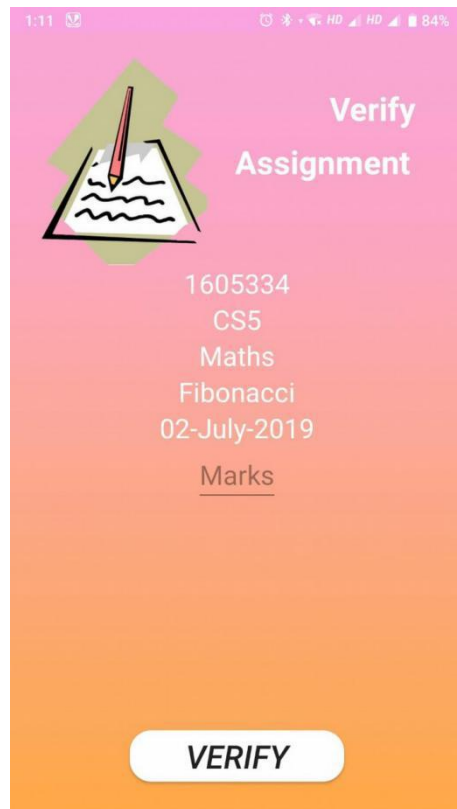 1:11 HD HD 84%
Verify
Assignment
1605334
CS5
Maths
Fibonacci
02-July-2019
Marks
VERIFY